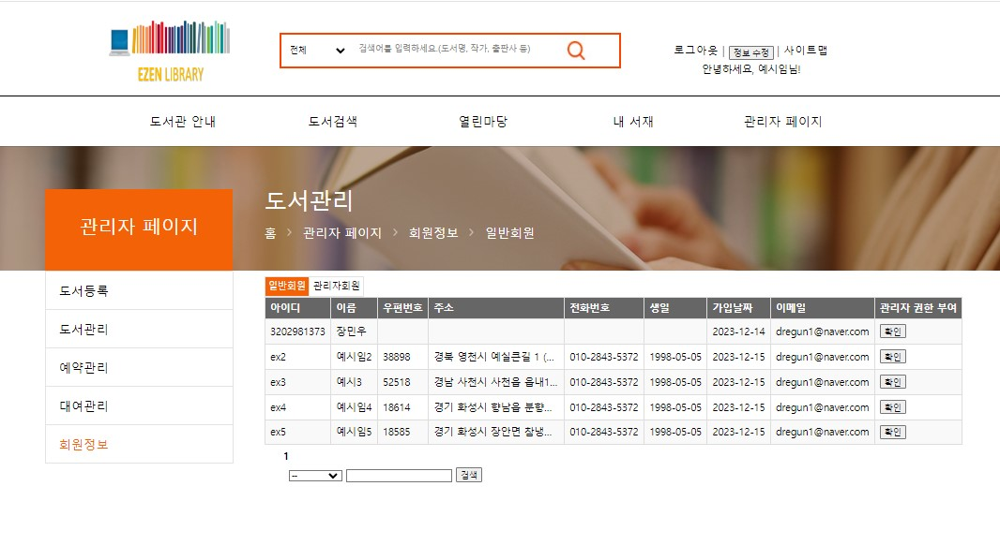 EZEN LIBRARY
전체 검색어를 입력하세요.(도서명, 작가, 출판사 등)
로그아웃 | 정보 수정 | 사이트맵
안녕하세요, 예시임님!
도서관 안내 도서검색 열린마당 내 서재 관리자 페이지
관리자 페이지
도서등록
도서관리
예약관리
대여관리
회원정보
도서관리
홈 > 관리자 페이지 > 회원정보 > 일반회원
일반회원 관리자회원
아이디 이름 우편번호 주소 전화번호 생일 가입날짜 이메일 관리자 권한 부여
3202981373 장민우 2023-12-14 dregun1@naver.com 확인
ex2 예시임2 38898 경북 영천시 예실큰길 1 (... 010-2843-5372 1998-05-05 2023-12-15 dregun1@naver.com 확인
ex3 예시3 52518 경남 사천시 사천읍 읍내1... 010-2843-5372 1998-05-05 2023-12-15 dregun1@naver.com 확인
ex4 예시임4 18614 경기 화성시 향남읍 분향... 010-2843-5372 1998-05-05 2023-12-15 dregun1@naver.com 확인
ex5 예시임5 18585 경기 화성시 장안면 참냉... 010-2843-5372 1998-05-05 2023-12-15 dregun1@naver.com 확인
1
-- 검색